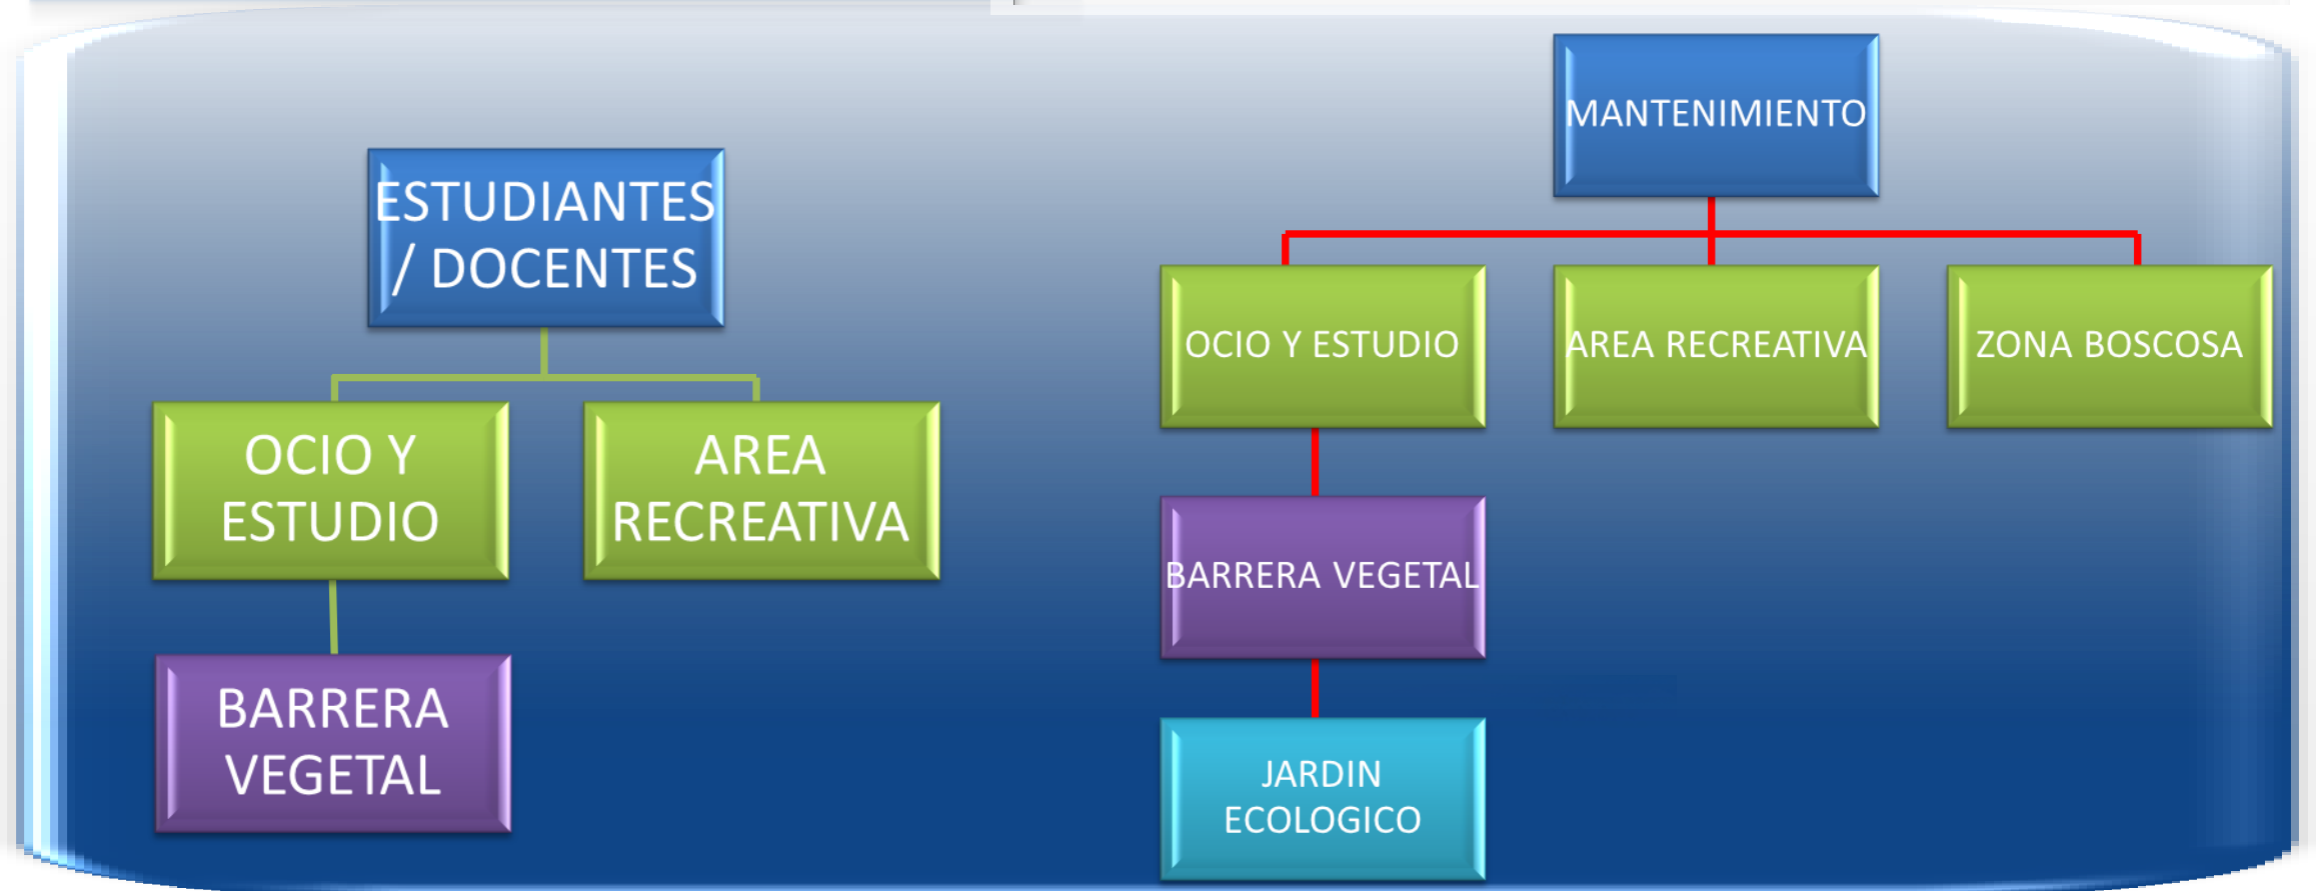 ESTUDIANTES
/ DOCENTES
OCIO Y
ESTUDIO
AREA
RECREATIVA
BARRERA
VEGETAL
MANTENIMIENTO
OCIO Y ESTUDIO
AREA RECREATIVA
ZONA BOSCOSA
BARRERA VEGETAL
JARDIN
ECOLOGICO